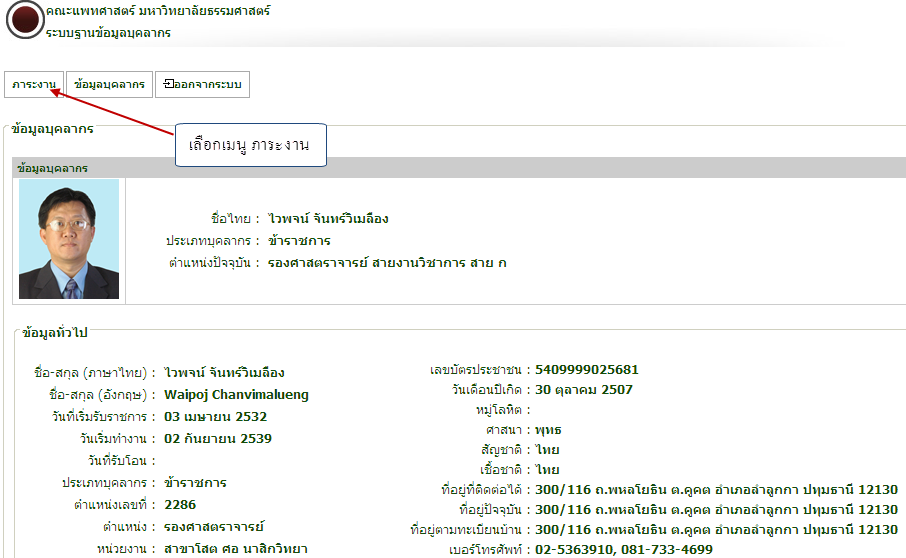 คณะแพทศาสตร์ มหาวิทยาลัยธรรมศาสตร์
ระบบฐานข้อมูลบุคลากร
ภาระงาน ข้อมูลบุคลากร ออกจากระบบ
ข้อมูลบุคลากร
เลือกเมนู ภาระงาน
ข้อมูลบุคลากร
ชื่อไทย : ไวพจน์ จันทร์วิเมลือง
ประเภทบุคลากร : ข้าราชการ
ตำแหน่งปัจจุบัน : รองศาสตราจารย์ สายงานวิชาการ สาย ก
ข้อมูลทั่วไป
ชื่อ-สกุล (ภาษาไทย) : ไวพจน์ จันทร์วิเมลือง
ชื่อ-สกุล (อังกฤษ) : Waipoj Chanvimalueng
วันที่เริ่มรับราชการ : 03 เมษายน 2532
วันเริ่มทำงาน : 02 กันยายน 2539
วันที่รับโอน :
ประเภทบุคลากร : ข้าราชการ
ตำแหน่งเลขที่ : 2286
ตำแหน่ง : รองศาสตราจารย์
หน่วยงาน : สาขาโสต ศอ นาสิกวิทยา
เลขบัตรประชาชน : 5409999025681
วันเดือนปีเกิด : 30 ตุลาคม 2507
หมู่โลหิต :
ศาสนา : พุทธ
สัญชาติ : ไทย
เชื้อชาติ : ไทย
ที่อยู่ที่ติดต่อได้ : 300/116 ถ.พหลโยธิน ต.คูคต อำเภอลำลูกกา ปทุมธานี 12130
ที่อยู่ปัจจุบัน : 300/116 ถ.พหลโยธิน ต.คูคต อำเภอลำลูกกา ปทุมธานี 12130
ที่อยู่ตามทะเบียนบ้าน : 300/116 ถ.พหลโยธิน ต.คูคต อำเภอลำลูกกา ปทุมธานี 12130
เบอร์โทรศัพท์ : 02-5363910, 081-733-4699